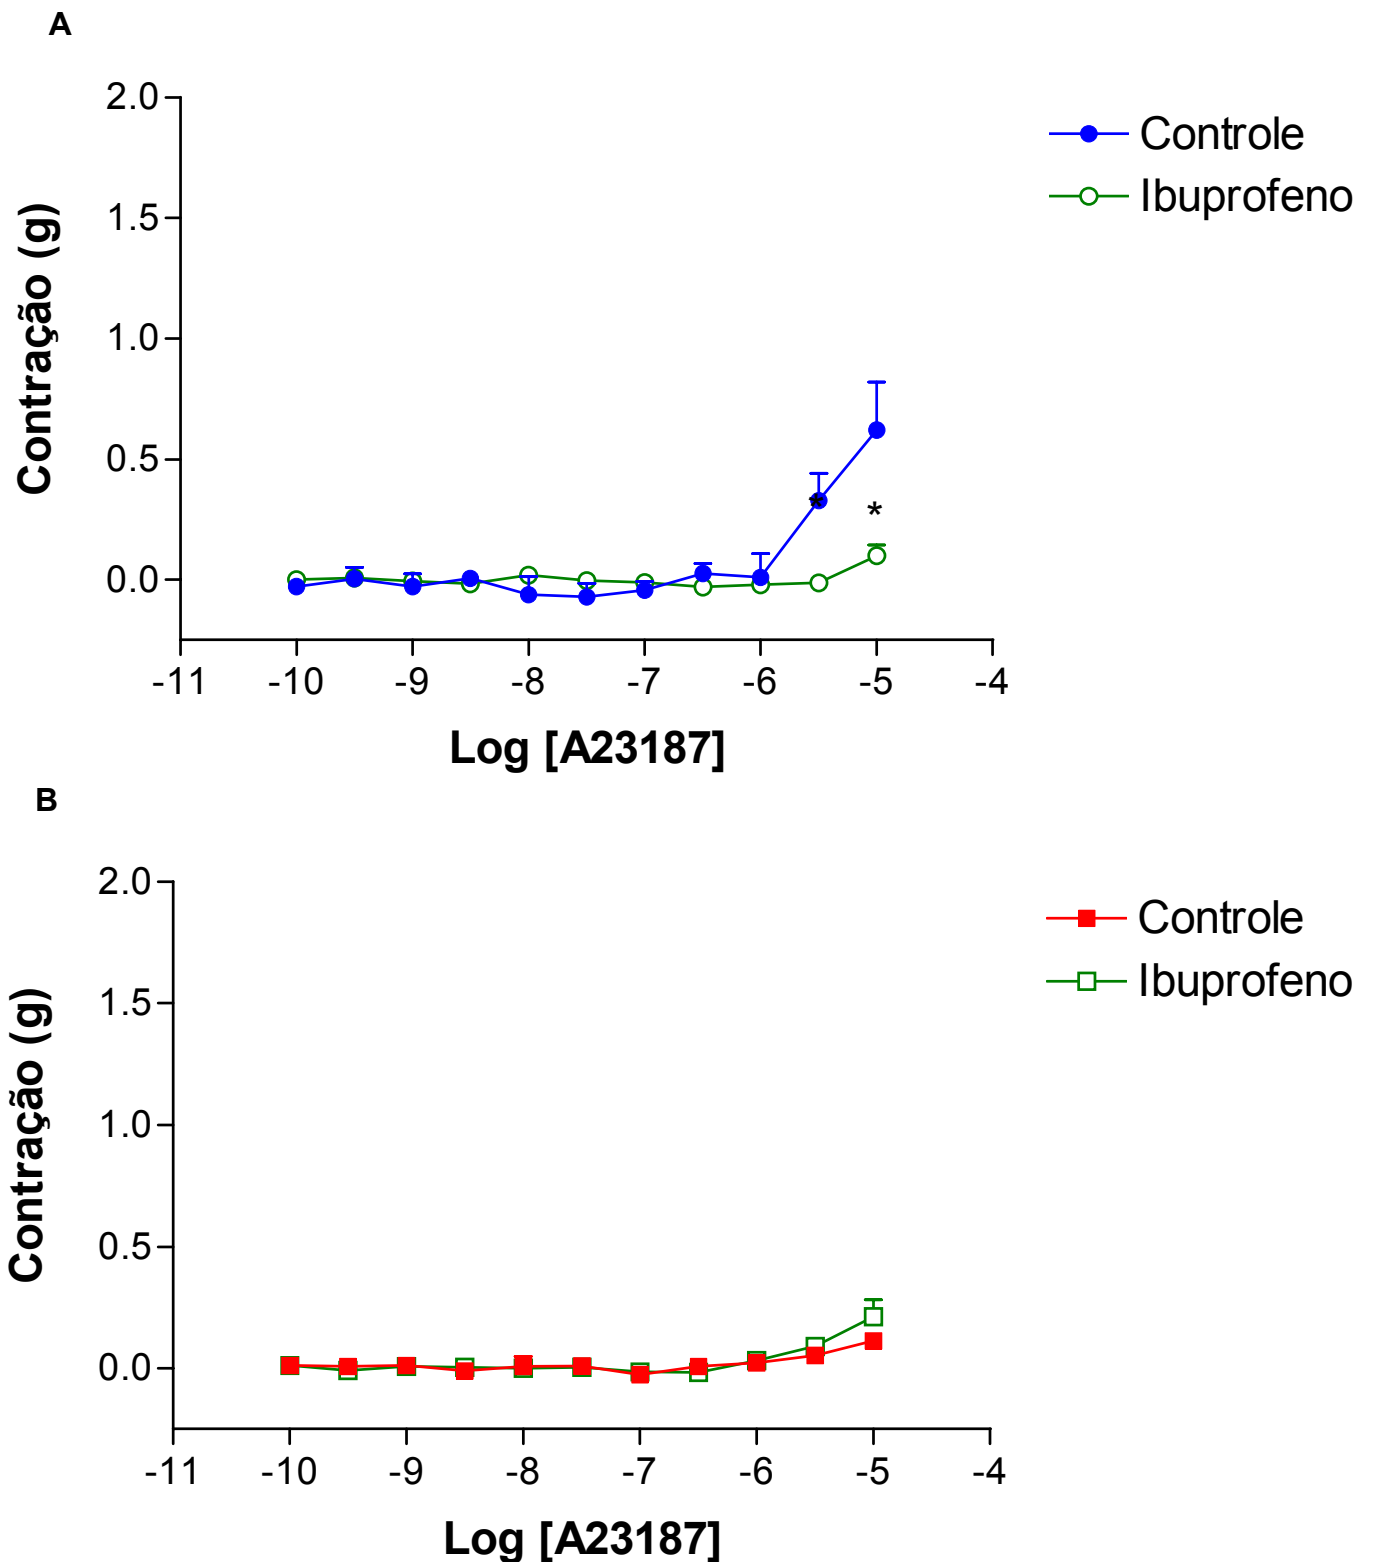 A
2.0
1.5
1.0
0.5
0.0
Contração (g)
-11 -10 -9 -8 -7 -6 -5 -4
Log [A23187]
Controle
Ibuprofeno
*
*
B
2.0
1.5
1.0
0.5
0.0
Contração (g)
-11 -10 -9 -8 -7 -6 -5 -4
Log [A23187]
Controle
Ibuprofeno